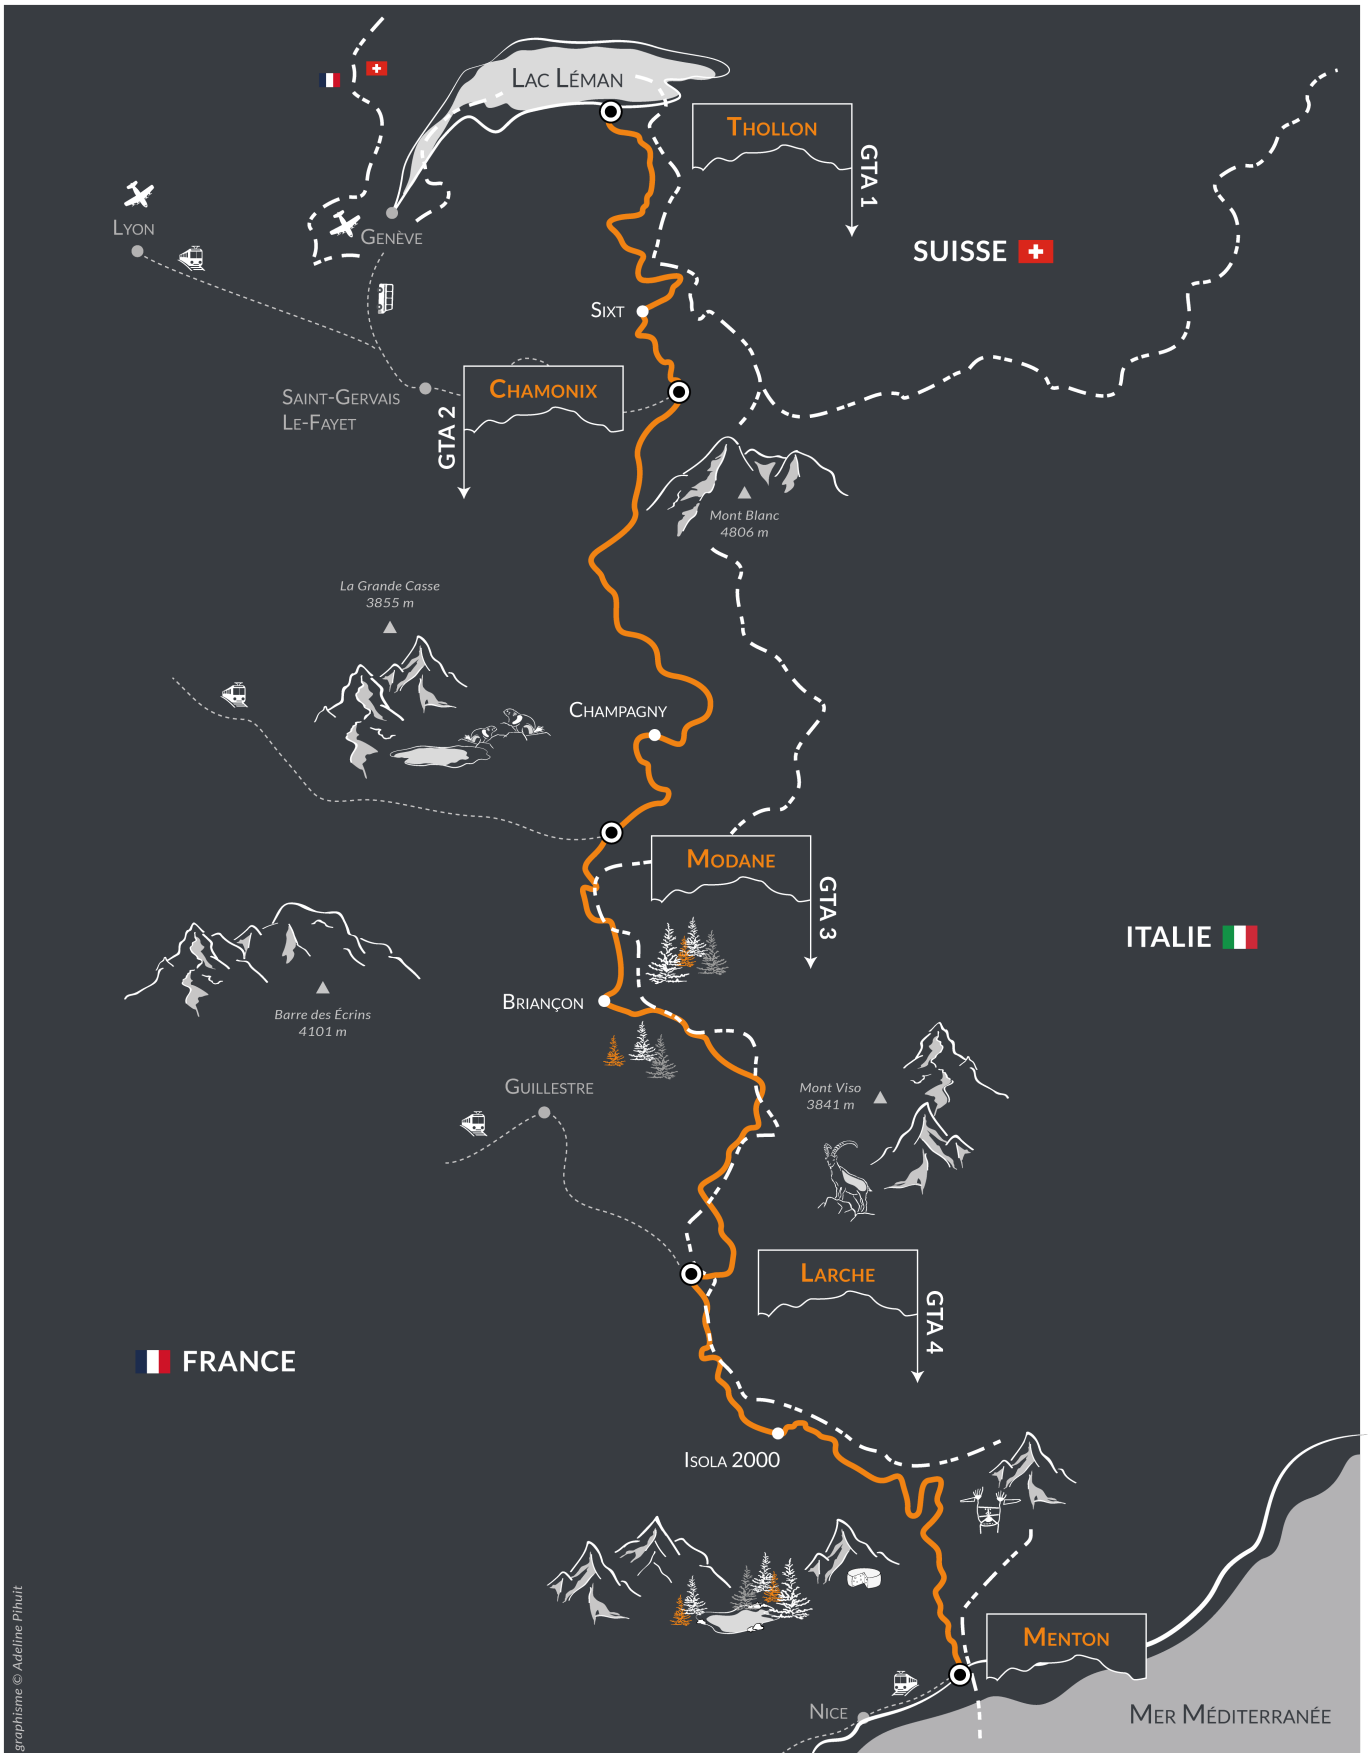 Lac Léman
Thollon
GTA 1
Lyon
Genève
SUISSE
Sixt
Saint-Gervais
Le-Fayet
Chamonix
GTA 2
Mont Blanc
4806 m
La Grande Casse
3855 m
Champagny
Modane
GTA 3
ITALIE
Briançon
Barre des Écrins
4101 m
Guillestre
Mont Viso
3841 m
Larche
GTA 4
FRANCE
Isola 2000
Menton
Nice
Mer Méditerranée
graphisme © Adeline Pihuit